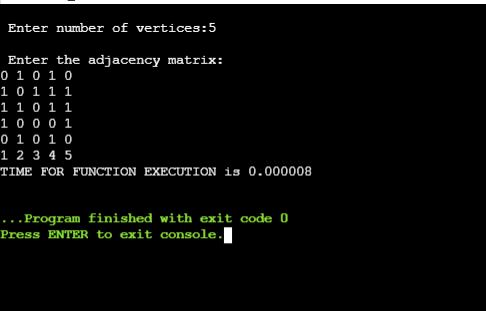 Enter number of vertices:5
Enter the adjacency matrix:
0 1 0 1 0
1 0 1 1 1
1 1 0 1 1
1 0 0 0 1
0 1 0 1 0
1 2 3 4 5
TIME FOR FUNCTION EXECUTION is 0.000008
...Program finished with exit code 0
Press ENTER to exit console.